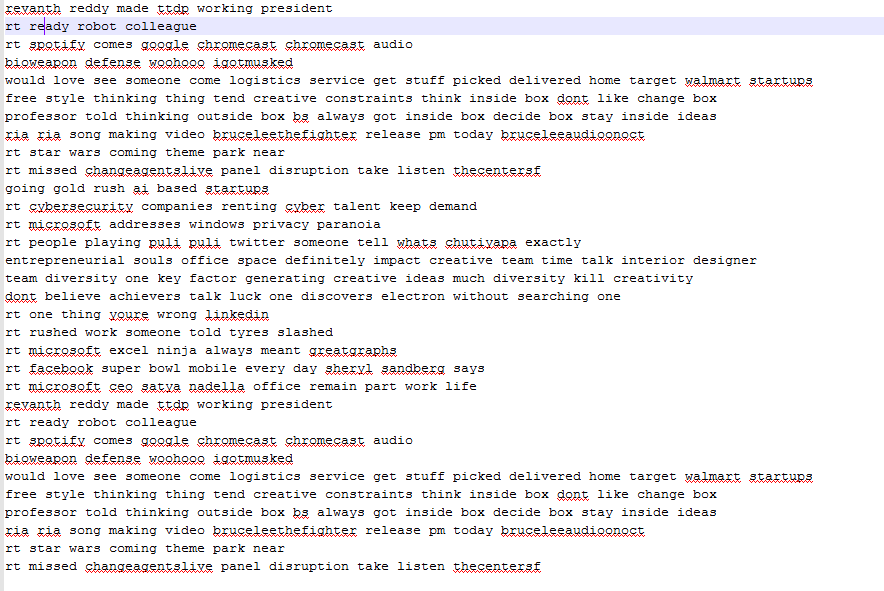 revanth reddy made ttdp working president
rt ready robot colleague
rt spotify comes google chromecast chromecast audio
bioweapon defense woohooo igotmusked
would love see someone come logistics service get stuff picked delivered home target walmart startups
free style thinking thing tend creative constraints think inside box dont like change box
professor told thinking outside box bs always got inside box decide box stay inside ideas
ria ria song making video bruceleethefighter release pm today bruceleeaudioonoct
rt star wars coming theme park near
rt missed changeagentslive panel disruption take listen thecentersf
going gold rush ai based startups
rt cybersecurity companies renting cyber talent keep demand
rt microsoft addresses windows privacy paranoia
rt people playing puli puli twitter someone tell whats chutiyapa exactly
entrepreneurial souls office space definitely impact creative team time talk interior designer
team diversity one key factor generating creative ideas much diversity kill creativity
dont believe achievers talk luck one discovers electron without searching one
rt one thing youre wrong linkedin
rt rushed work someone told tyres slashed
rt microsoft excel ninja always meant greatgraphs
rt facebook super bowl mobile every day sheryl sandberg says
rt microsoft ceo satya nadella office remain part work life
revanth reddy made ttdp working president
rt ready robot colleague
rt spotify comes google chromecast chromecast audio
bioweapon defense woohooo igotmusked
would love see someone come logistics service get stuff picked delivered home target walmart startups
free style thinking thing tend creative constraints think inside box dont like change box
professor told thinking outside box bs always got inside box decide box stay inside ideas
ria ria song making video bruceleethefighter release pm today bruceleeaudioonoct
rt star wars coming theme park near
rt missed changeagentslive panel disruption take listen thecentersf